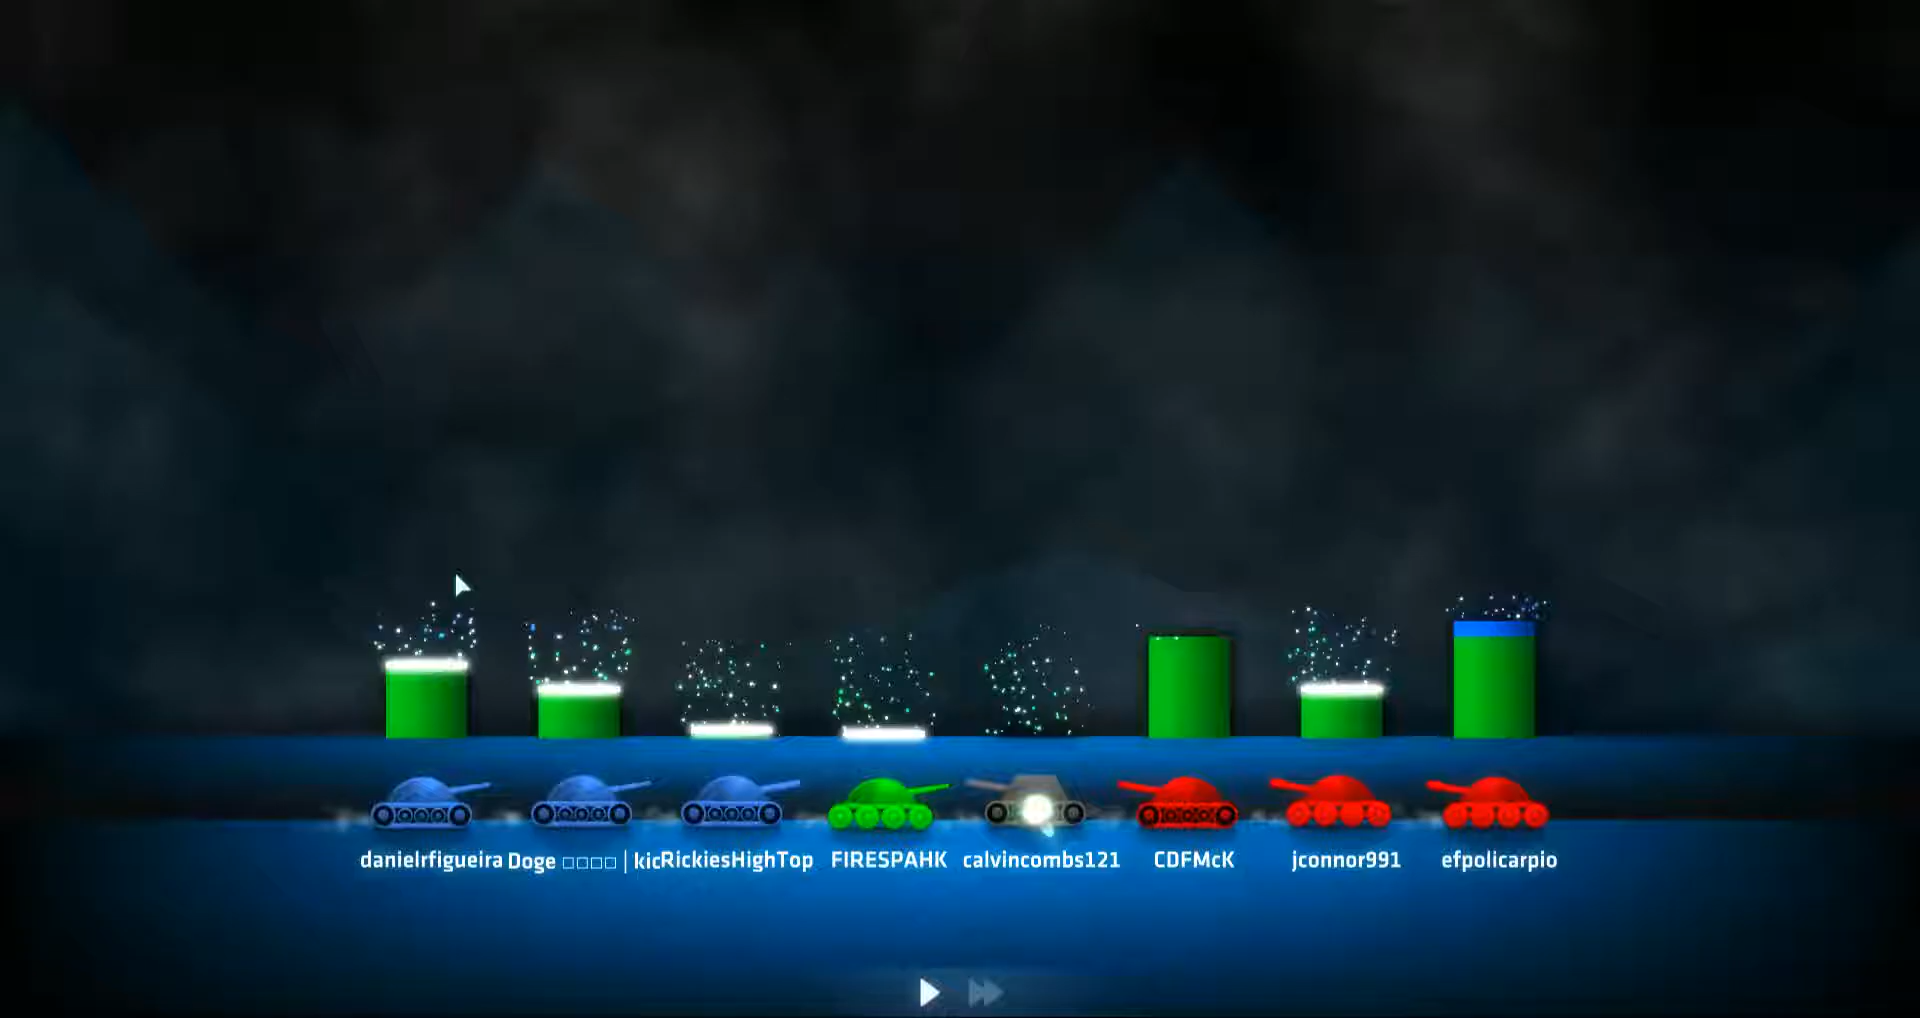 danielrfigueira Doge □□□□ | kicRickiesHighTop FIRESPAHK calvincombs121 CDFMcK jconnor991 efpolicarpio